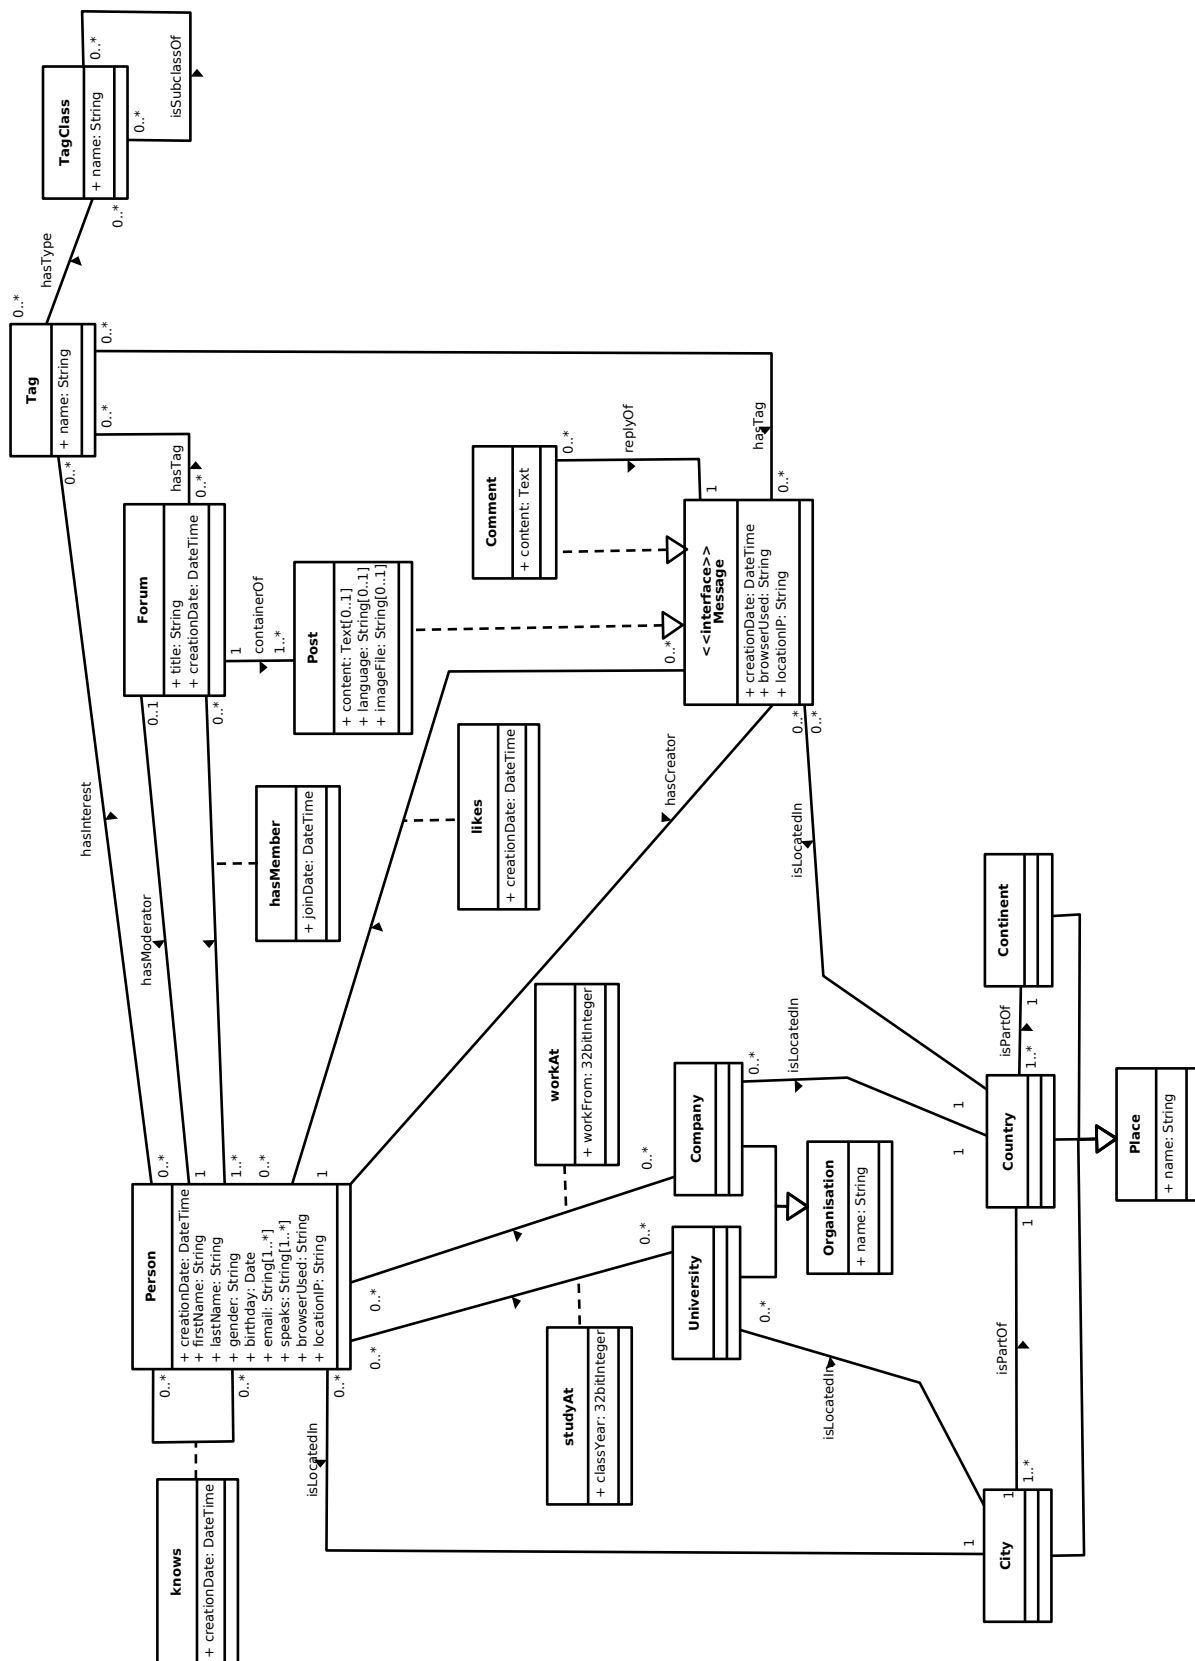 TagClass
+ name: String
0..*
0..*
isSubclassOf
0..*
hasType
0..*
Tag
+ name: String
0..*
0..*
0..*
hasTag
0..*
Forum
+ title: String
+ creationDate: DateTime
0..1
0..*
1
containerOf
1..*
Post
+ content: Text[0..1]
+ language: String[0..1]
+ imageFile: String[0..1]
Comment
+ content: Text
0..*
replyOf
1
hasTag
0..*
<<interface>>
Message
+ creationDate: DateTime
+ browserUsed: String
+ locationIP: String
0..*
0..*
0..*
hasInterest
hasModerator
hasMember
+ joinDate: DateTime
likes
+ creationDate: DateTime
hasCreator
isLocatedIn
0..*
1
1..*
0..*
1
Person
+ creationDate: DateTime
+ firstName: String
+ lastName: String
+ gender: String
+ birthday: Date
+ email: String[1..*]
+ speaks: String[1..*]
+ browserUsed: String
+ locationIP: String
0..*
0..*
0..*
0..*
0..*
knows
+ creationDate: DateTime
isLocatedIn
workAt
+ workFrom: 32bitInteger
0..*
Company
0..*
isLocatedIn
0..*
University
0..*
Organisation
+ name: String
studyAt
+ classYear: 32bitInteger
isLocatedIn
Continent
1
isPartOf
1..*
1
1
Country
1
Place
+ name: String
isPartOf
1..*
1
1
City